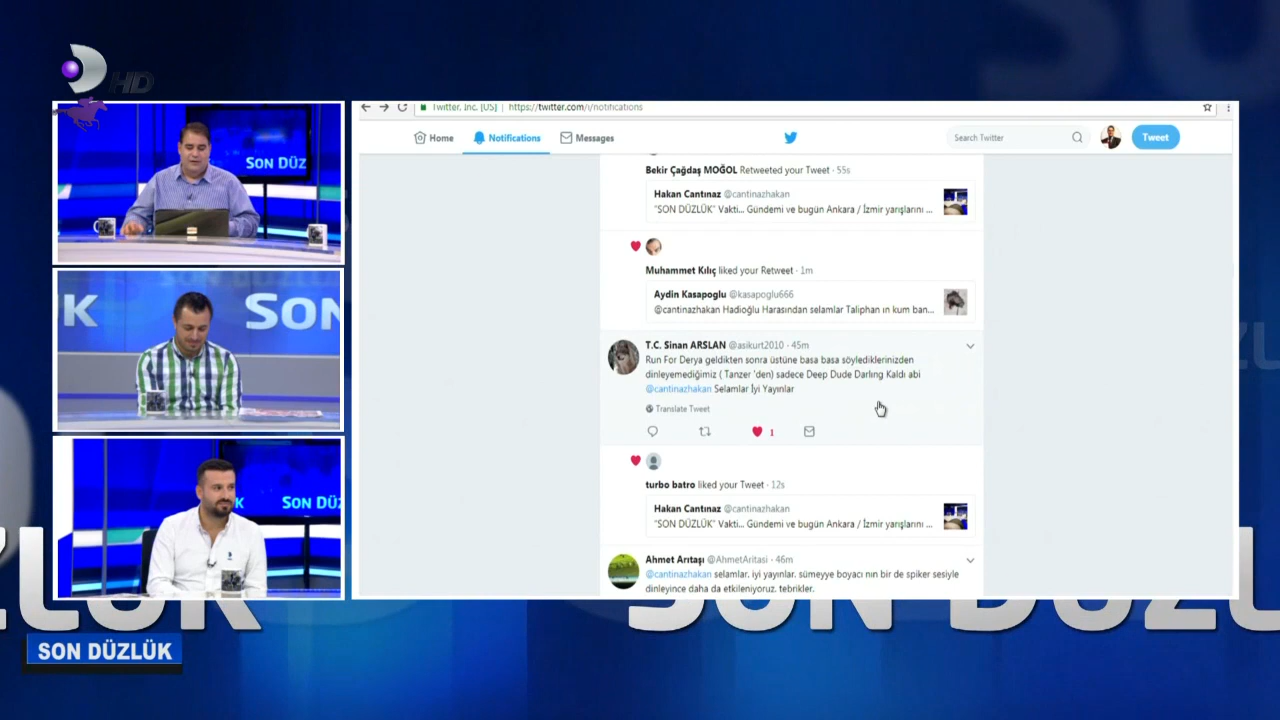 HD
SON DÜZ
K
SON
K
SON DÜZ
Twitter, Inc. [US] | https://twitter.com/i/notifications
Home
Notifications
Messages
Search Twitter
Tweet
Bekir Çağdaş MOĞOL Retweeted your Tweet · 55s
Hakan Cantınaz @cantinazhakan
"SON DÜZLÜK" Vakti... Gündemi ve bugün Ankara / İzmir yarışlarını ...
Muhammet Kılıç liked your Retweet · 1m
Aydin Kasapoglu @kasapoglu666
@cantinazhakan Hadioğlu Harasından selamlar Taliphan ın kum ban...
T.C. Sinan ARSLAN @asikurt2010 · 45m
Run For Derya geldikten sonra üstüne basa basa söylediklerinizden
dinleyemediğimiz ( Tanzer 'den) sadece Deep Dude Darlıng Kaldı abi
@cantinazhakan Selamlar İyi Yayınlar
Translate Tweet
1
turbo batro liked your Tweet · 12s
Hakan Cantınaz @cantinazhakan
"SON DÜZLÜK" Vakti... Gündemi ve bugün Ankara / İzmir yarışlarını ...
Ahmet Arıtaşı @AhmetAritasi · 46m
@cantinazhakan selamlar. iyi yayınlar. sümeyye boyacı nın bir de spiker sesiyle
dinleyince daha da etkileniyoruz. tebrikler.
ZLÜK
SON DÜZLÜ
SON DÜZLÜK